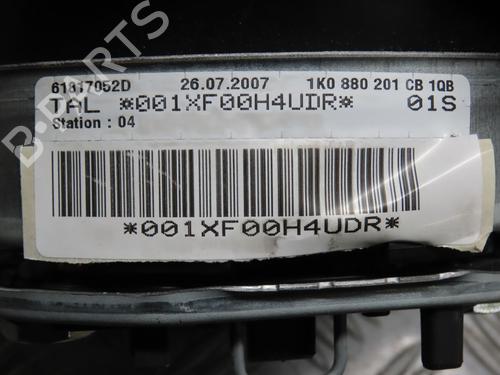 61817052D 26.07.2007 1K0 880 201 CB 1QB
TAL *001XF00H4UDR* 01S
Station : 04
*001XF00H4UDR*
B-PARTS